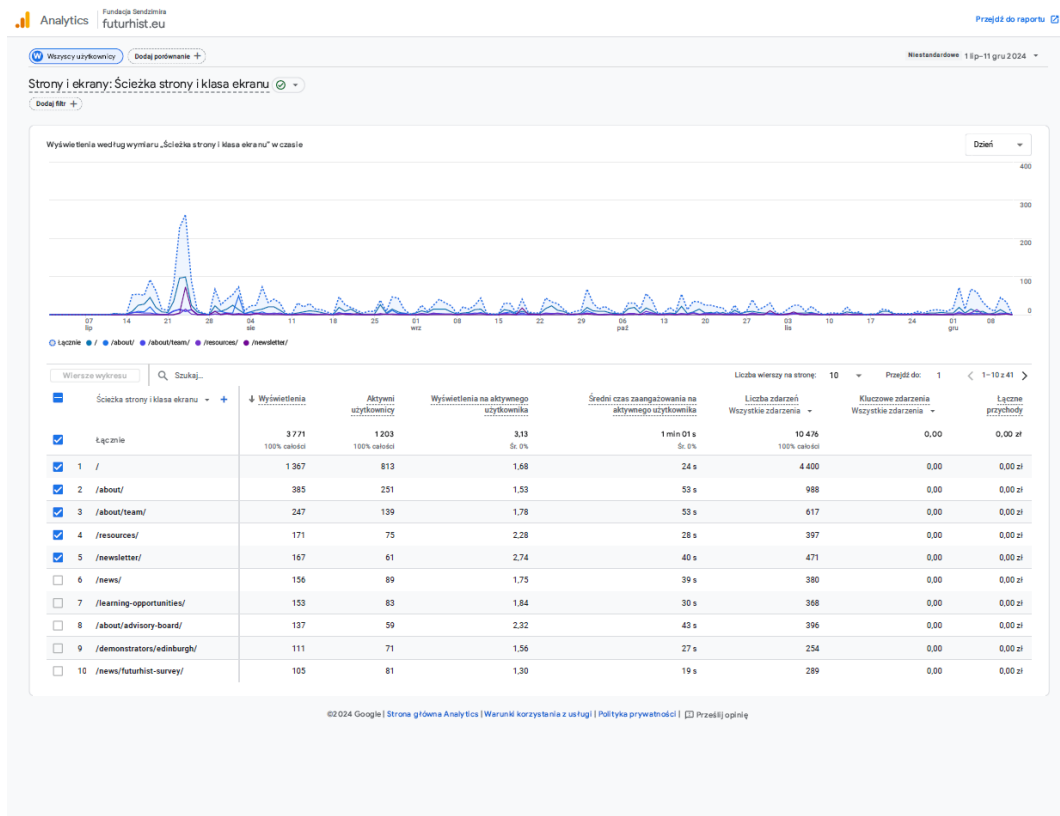 Analytics
Fundacja Sendzimira
futurhist.eu
Przejdź do raportu
W Wszyscy użytkownicy Dodaj porównanie +
Niestandardowe 1 lip–11 gru 2024
Strony i ekrany: Ścieżka strony i klasa ekranu
Dodaj filtr +
Wyświetlenia według wymiaru „Ścieżka strony i klasa ekranu” w czasie
Dzień
400
300
200
100
0
07 14 21 28 04 11 18 25 01 08 15 22 29 06 13 20 27 03 10 17 24 01 08
lip sie wrz paź lis gru
Łącznie / /about/ /about/team/ /resources/ /newsletter/
Wiersze wykresu Szukaj... Liczba wierszy na stronę: 10 Przejdź do: 1 1–10 z 41
Ścieżka strony i klasa ekranu + ↓ Wyświetlenia Aktywni Wyświetlenia na aktywnego Średni czas zaangażowania na Liczba zdarzeń Kluczowe zdarzenia Łączne
użytkownicy użytkownika aktywnego użytkownika Wszystkie zdarzenia Wszystkie zdarzenia przychody
Łącznie 3 771 1 203 3,13 1 min 01 s 10 476 0,00 0,00 zł
100% całości 100% całości Śr. 0% Śr. 0% 100% całości
1 / 1 367 813 1,68 24 s 4 400 0,00 0,00 zł
2 /about/ 385 251 1,53 53 s 988 0,00 0,00 zł
3 /about/team/ 247 139 1,78 53 s 617 0,00 0,00 zł
4 /resources/ 171 75 2,28 28 s 397 0,00 0,00 zł
5 /newsletter/ 167 61 2,74 40 s 471 0,00 0,00 zł
6 /news/ 156 89 1,75 39 s 380 0,00 0,00 zł
7 /learning-opportunities/ 153 83 1,84 30 s 368 0,00 0,00 zł
8 /about/advisory-board/ 137 59 2,32 43 s 396 0,00 0,00 zł
9 /demonstrators/edinburgh/ 111 71 1,56 27 s 254 0,00 0,00 zł
10 /news/futurhist-survey/ 105 81 1,30 19 s 289 0,00 0,00 zł
©2024 Google | Strona główna Analytics | Warunki korzystania z usługi | Polityka prywatności | Prześlij opinię